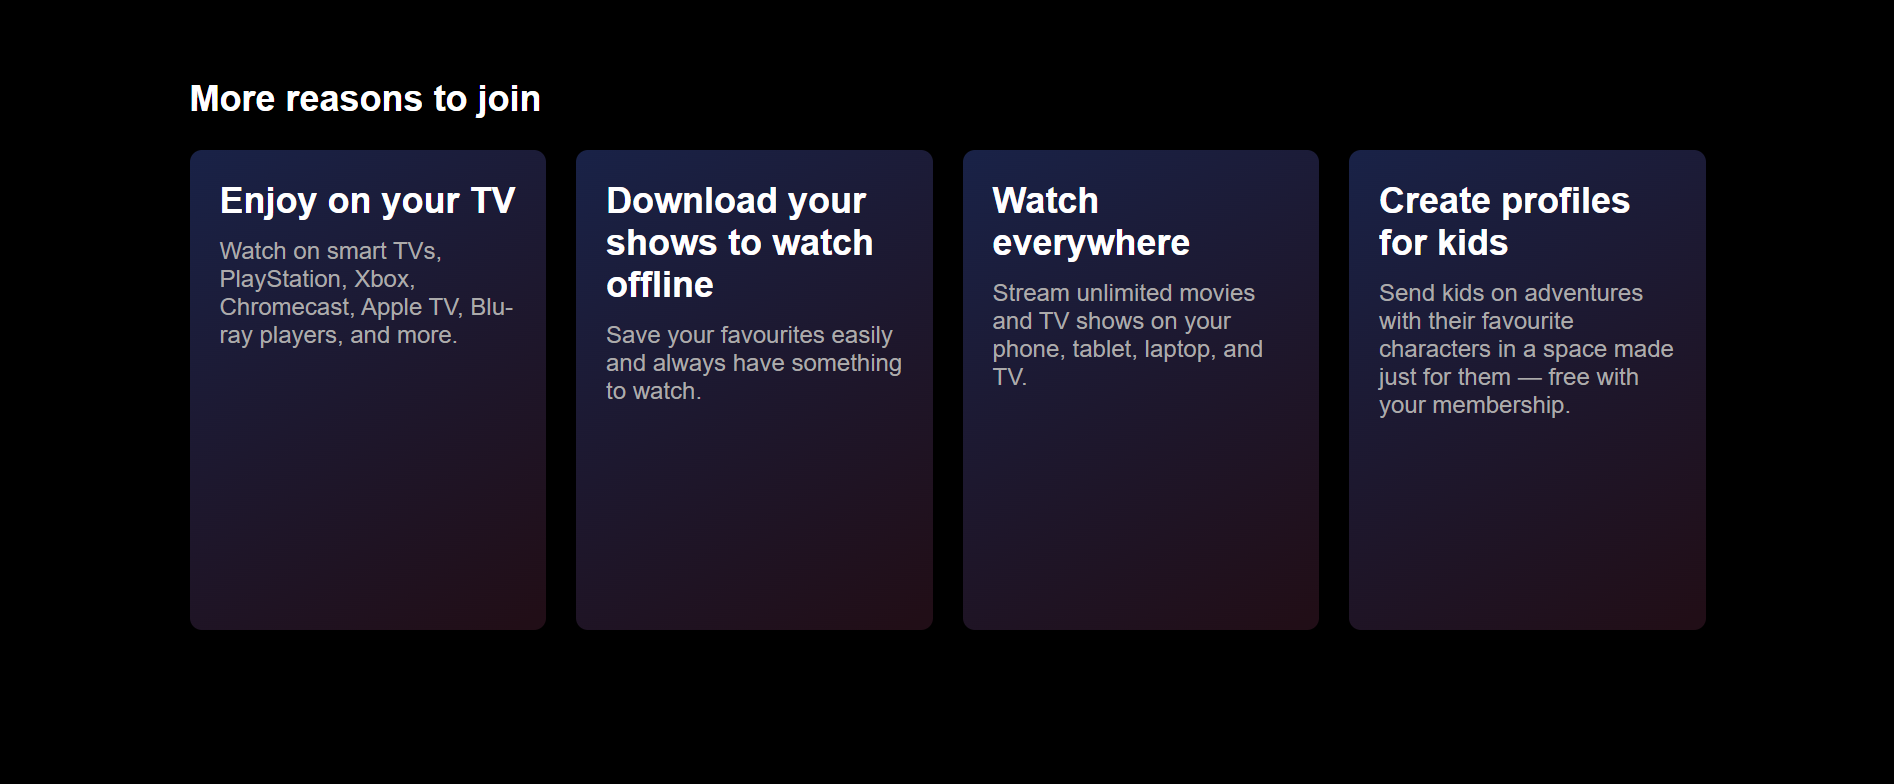 More reasons to join
Enjoy on your TV
Watch on smart TVs,
PlayStation, Xbox,
Chromecast, Apple TV, Blu-
ray players, and more.
Download your
shows to watch
offline
Save your favourites easily
and always have something
to watch.
Watch
everywhere
Stream unlimited movies
and TV shows on your
phone, tablet, laptop, and
TV.
Create profiles
for kids
Send kids on adventures
with their favourite
characters in a space made
just for them — free with
your membership.